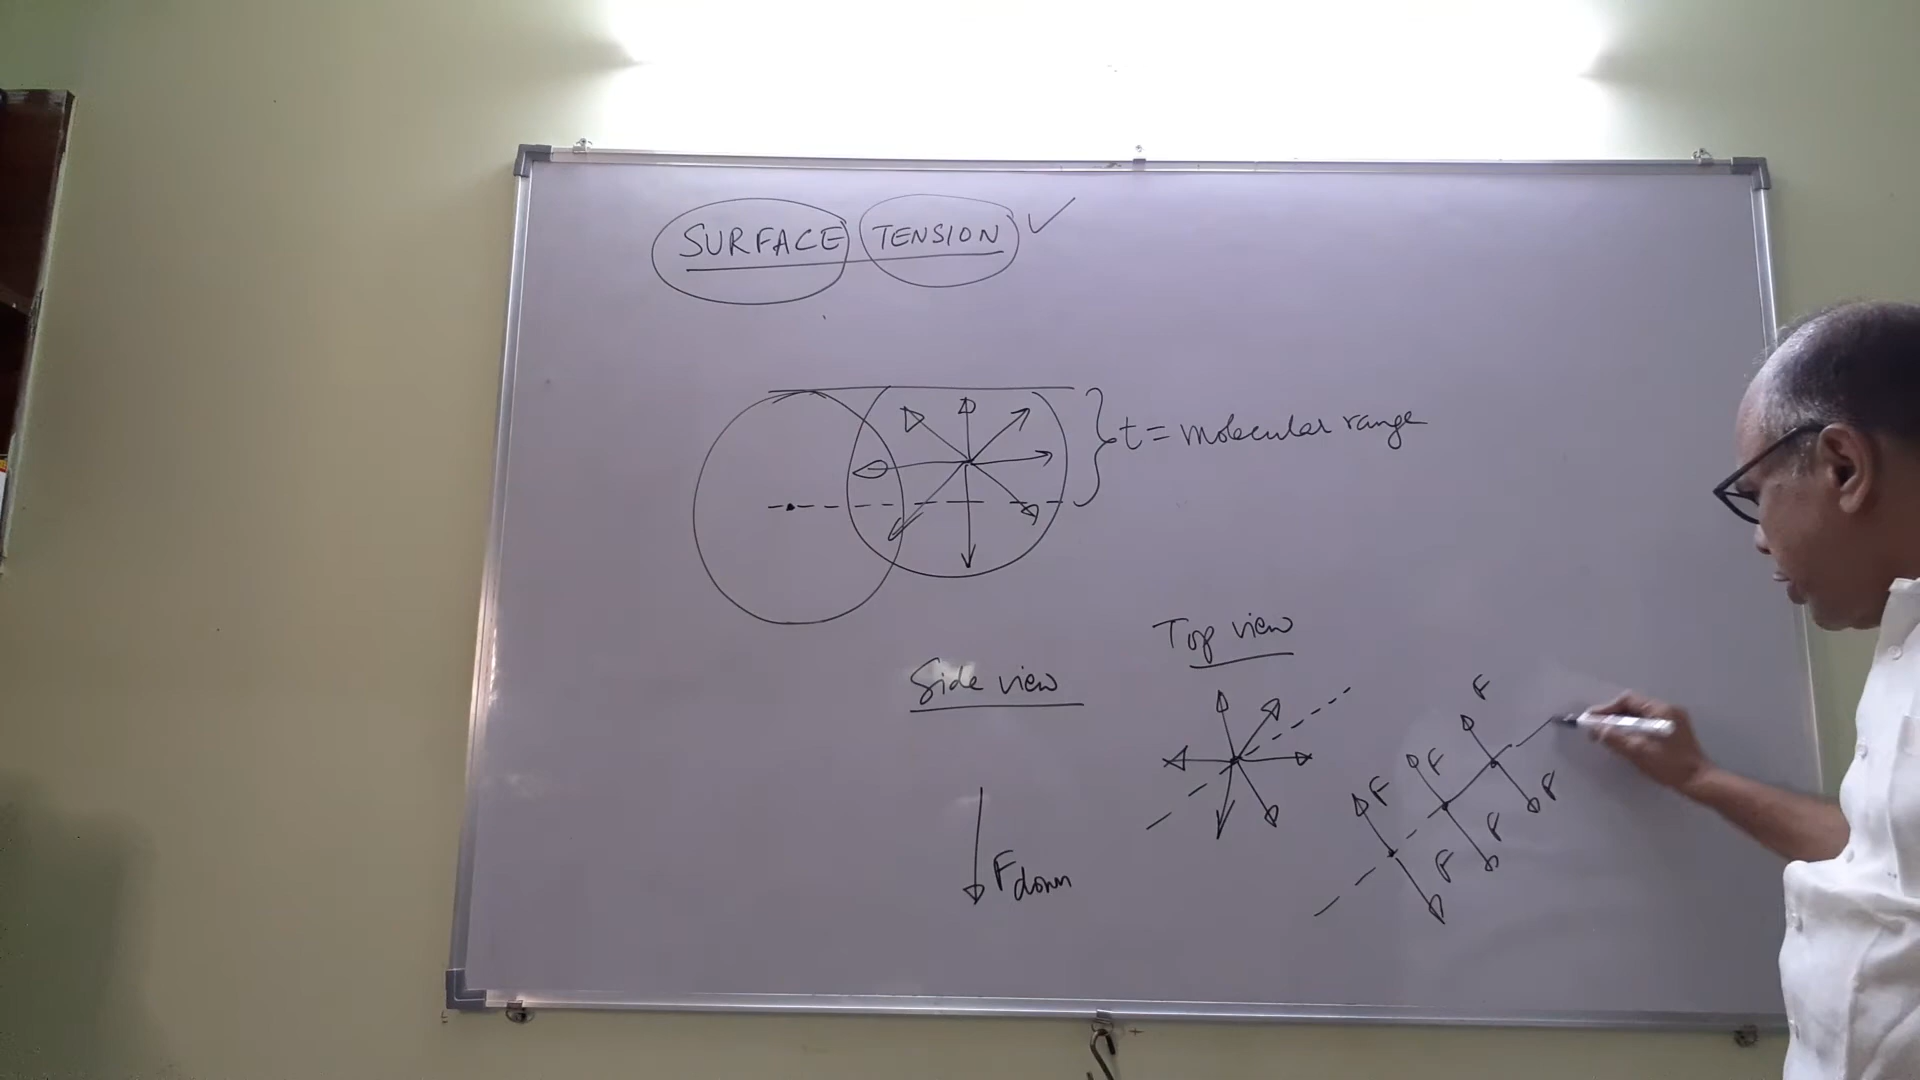 SURFACE TENSION ✓
t = molecular range
Top view
Side view
F
F
F
F
F
F
F down